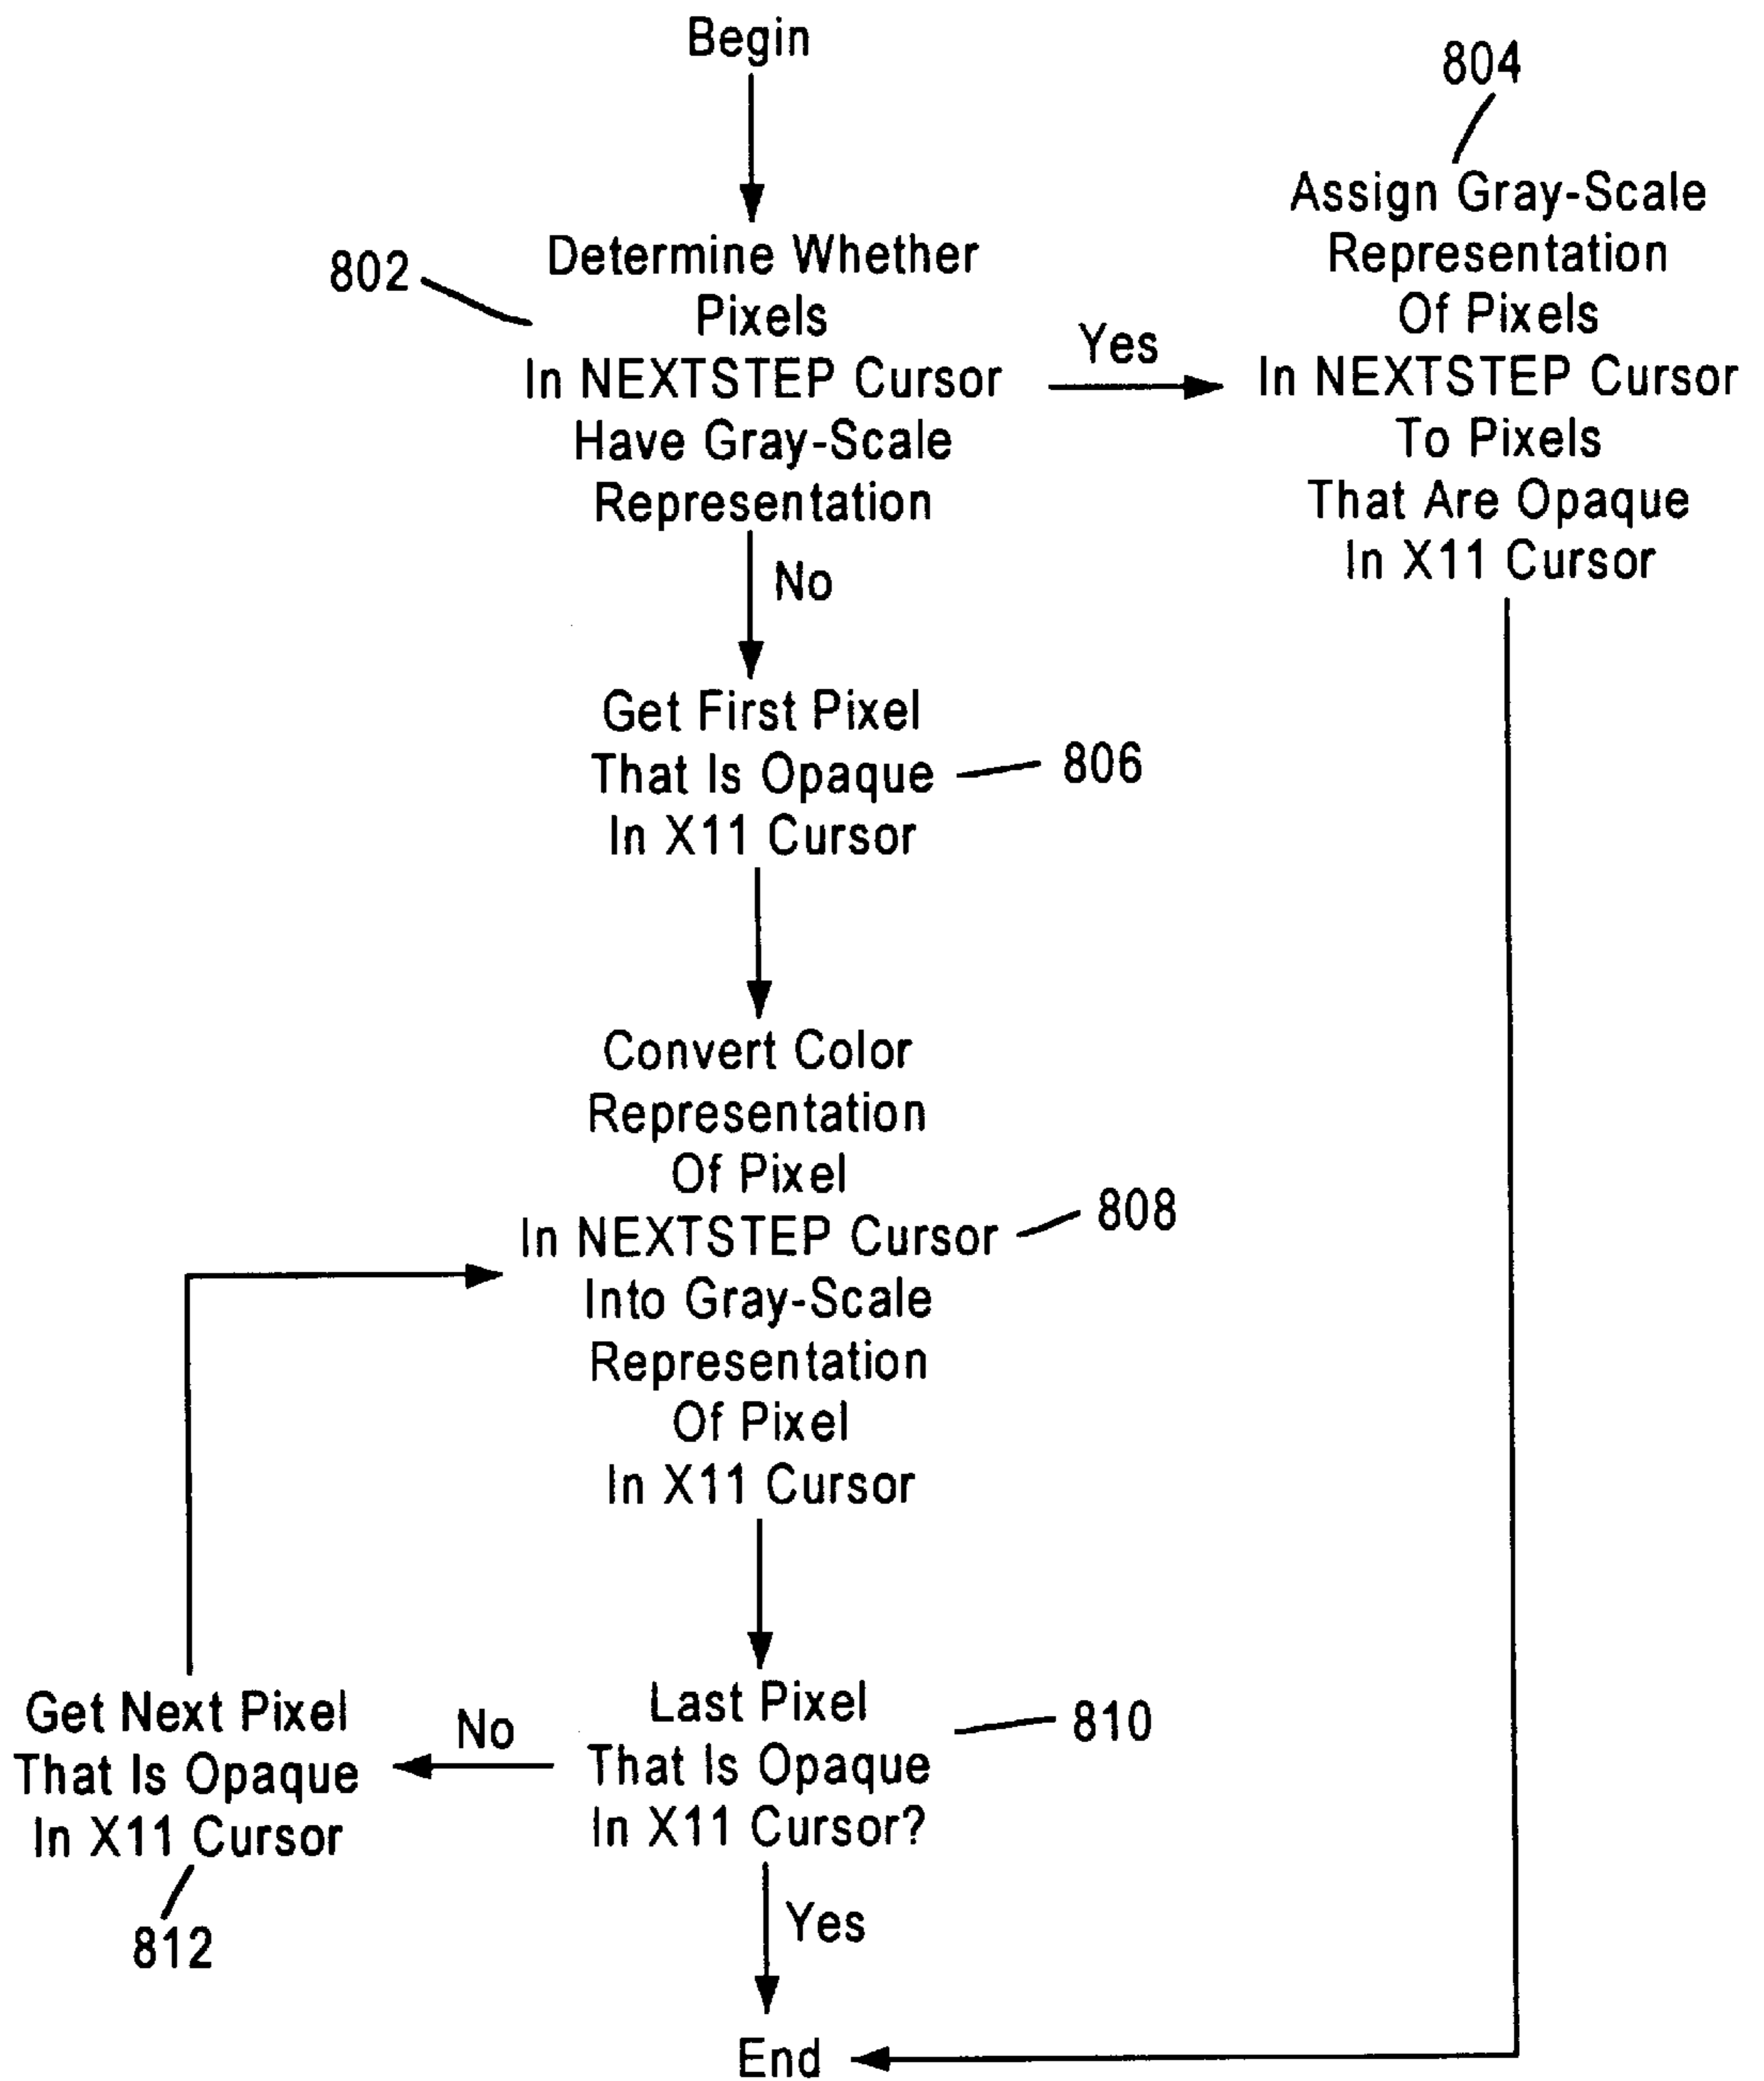 Begin
804
802
Determine Whether
Pixels
In NEXTSTEP Cursor
Have Gray-Scale
Representation
Yes
Assign Gray-Scale
Representation
Of Pixels
In NEXTSTEP Cursor
To Pixels
That Are Opaque
In X11 Cursor
No
Get First Pixel
That Is Opaque
In X11 Cursor
806
Convert Color
Representation
Of Pixel
In NEXTSTEP Cursor
Into Gray-Scale
Representation
Of Pixel
In X11 Cursor
808
Last Pixel
That Is Opaque
In X11 Cursor?
810
No
Get Next Pixel
That Is Opaque
In X11 Cursor
812
Yes
End